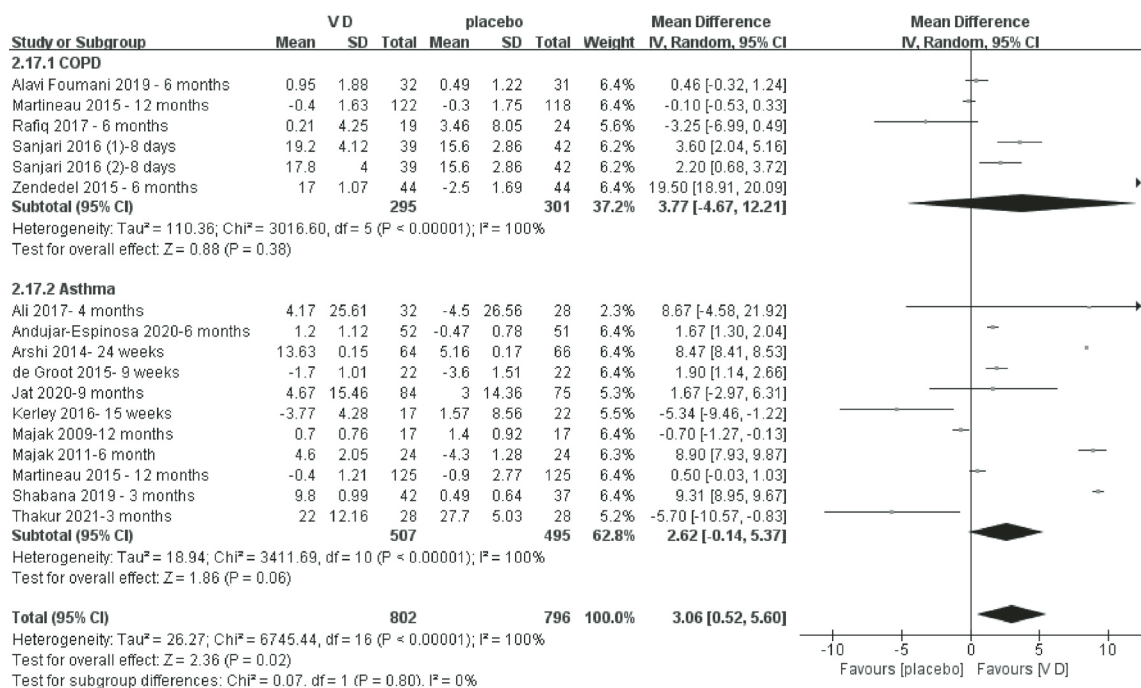 V D placebo Mean Difference Mean Difference
Study or Subgroup Mean SD Total Mean SD Total Weight IV, Random, 95% CI IV, Random, 95% CI
2.17.1 COPD
Alavi Foumani 2019 - 6 months 0.95 1.88 32 0.49 1.22 31 6.4% 0.46 [-0.32, 1.24]
Martineau 2015 - 12 months -0.4 1.63 122 -0.3 1.75 118 6.4% -0.10 [-0.53, 0.33]
Rafiq 2017 - 6 months 0.21 4.25 19 3.46 8.05 24 5.6% -3.25 [-6.99, 0.49]
Sanjari 2016 (1)-8 days 19.2 4.12 39 15.6 2.86 42 6.2% 3.60 [2.04, 5.16]
Sanjari 2016 (2)-8 days 17.8 4 39 15.6 2.86 42 6.2% 2.20 [0.68, 3.72]
Zendedel 2015 - 6 months 17 1.07 44 -2.5 1.69 44 6.4% 19.50 [18.91, 20.09]
Subtotal (95% CI) 295 301 37.2% 3.77 [-4.67, 12.21]
Heterogeneity: Tau² = 110.36; Chi² = 3016.60, df = 5 (P < 0.00001); I² = 100%
Test for overall effect: Z = 0.88 (P = 0.38)
2.17.2 Asthma
Ali 2017- 4 months 4.17 25.61 32 -4.5 26.56 28 2.3% 8.67 [-4.58, 21.92]
Andujar-Espinosa 2020-6 months 1.2 1.12 52 -0.47 0.78 51 6.4% 1.67 [1.30, 2.04]
Arshi 2014- 24 weeks 13.63 0.15 64 5.16 0.17 66 6.4% 8.47 [8.41, 8.53]
de Groot 2015- 9 weeks -1.7 1.01 22 -3.6 1.51 22 6.4% 1.90 [1.14, 2.66]
Jat 2020-9 months 4.67 15.46 84 3 14.36 75 5.3% 1.67 [-2.97, 6.31]
Kerley 2016- 15 weeks -3.77 4.28 17 1.57 8.56 22 5.5% -5.34 [-9.46, -1.22]
Majak 2009-12 months 0.7 0.76 17 1.4 0.92 17 6.4% -0.70 [-1.27, -0.13]
Majak 2011-6 month 4.6 2.05 24 -4.3 1.28 24 6.3% 8.90 [7.93, 9.87]
Martineau 2015 - 12 months -0.4 1.21 125 -0.9 2.77 125 6.4% 0.50 [-0.03, 1.03]
Shabana 2019 - 3 months 9.8 0.99 42 0.49 0.64 37 6.4% 9.31 [8.95, 9.67]
Thakur 2021-3 months 22 12.16 28 27.7 5.03 28 5.2% -5.70 [-10.57, -0.83]
Subtotal (95% CI) 507 495 62.8% 2.62 [-0.14, 5.37]
Heterogeneity: Tau² = 18.94; Chi² = 3411.69, df = 10 (P < 0.00001); I² = 100%
Test for overall effect: Z = 1.86 (P = 0.06)
Total (95% CI) 802 796 100.0% 3.06 [0.52, 5.60]
Heterogeneity: Tau² = 26.27; Chi² = 6745.44, df = 16 (P < 0.00001); I² = 100%
Test for overall effect: Z = 2.36 (P = 0.02)
Test for subgroup differences: Chi² = 0.07, df = 1 (P = 0.80), I² = 0%
-10 -5 0 5 10
Favours [placebo] Favours [V D]